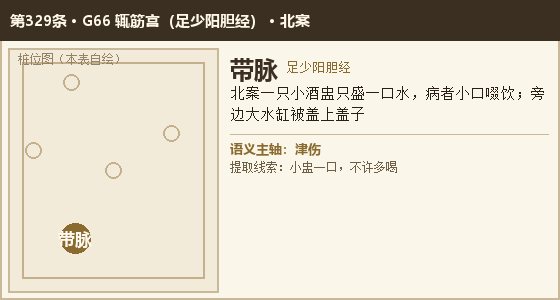 第329条・G66 辄筋宫（足少阳胆经）・北案
桩位图（本表自绘）
带脉 足少阳胆经
北案一只小酒盅只盛一口水，病者小口啜饮；旁
边大水缸被盖上盖子
语义主轴：津伤
提取线索：小盅一口，不许多喝
带脉